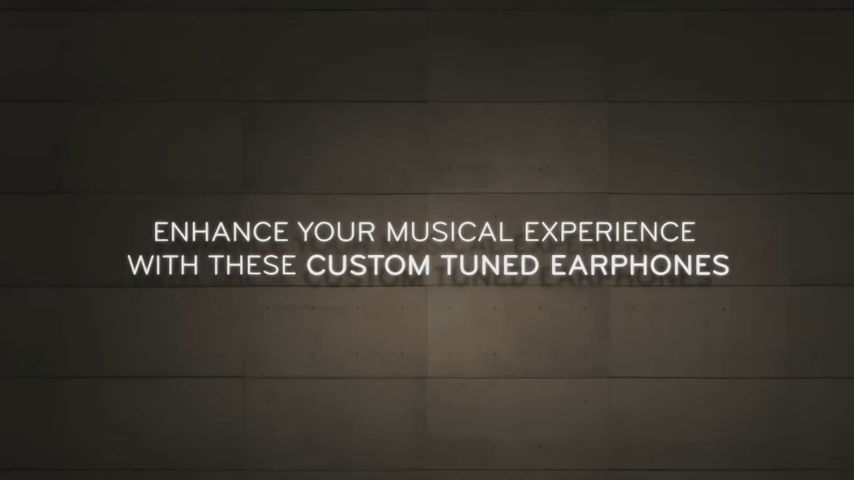 ENHANCE YOUR MUSICAL EXPERIENCE
WITH THESE CUSTOM TUNED EARPHONES